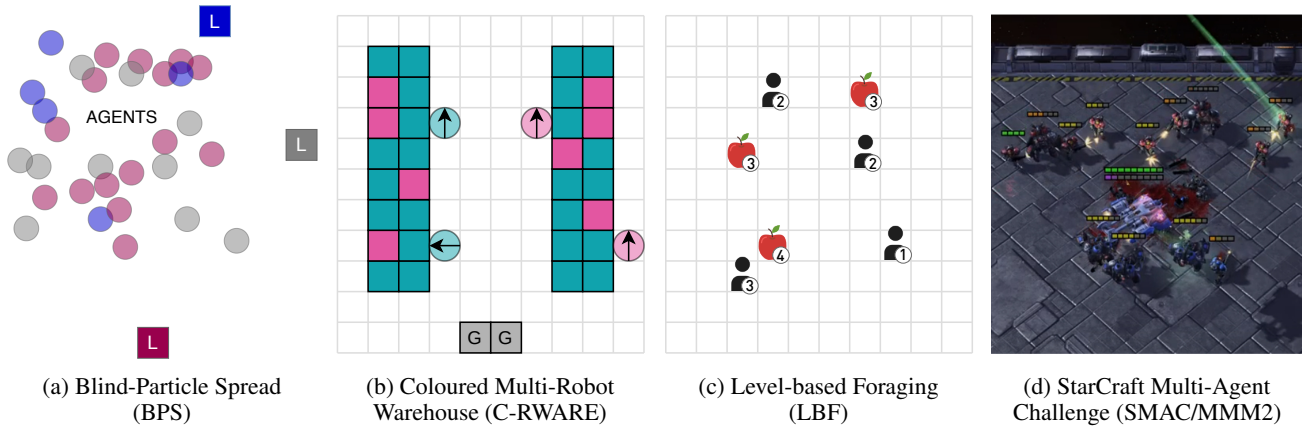 L
AGENTS
L
L
G G
2
3
3
2
4
1
3
(a) Blind-Particle Spread
(BPS)
(b) Coloured Multi-Robot
Warehouse (C-RWARE)
(c) Level-based Foraging
(LBF)
(d) StarCraft Multi-Agent
Challenge (SMAC/MMM2)